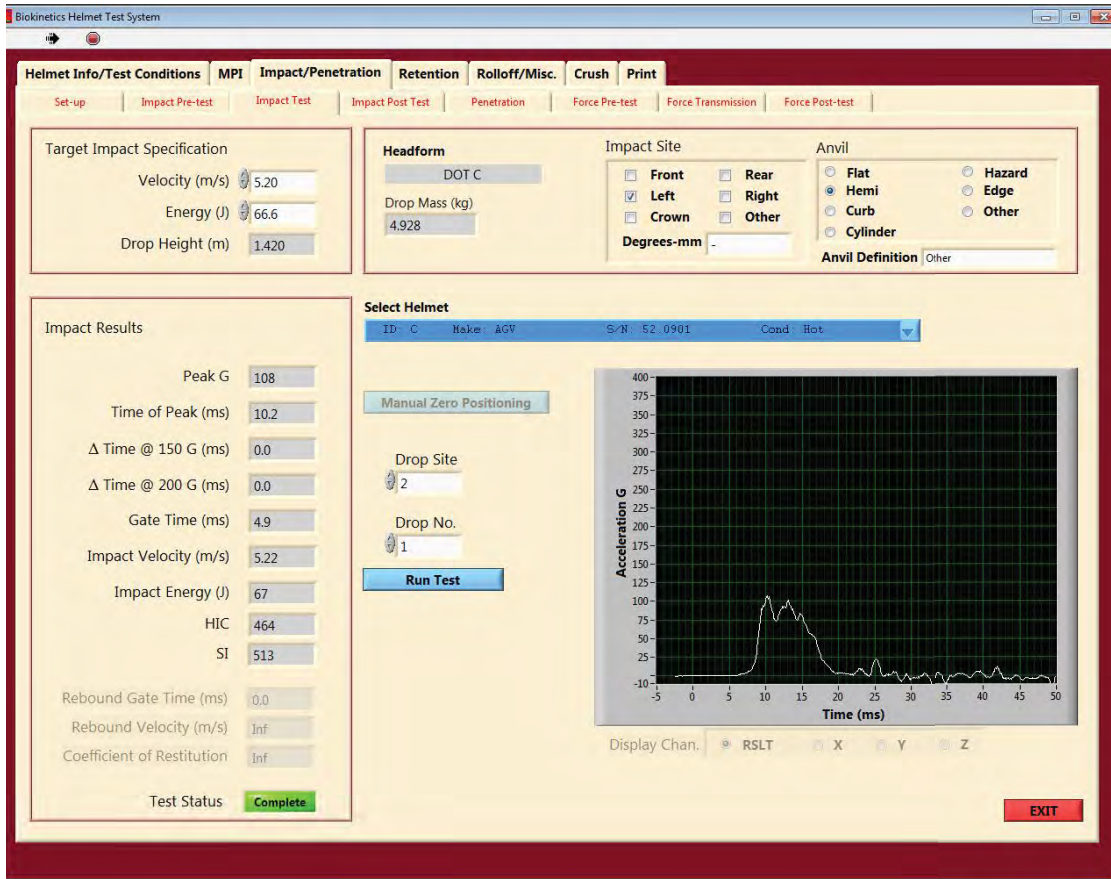 Biokinetics Helmet Test System
Helmet Info/Test Conditions MPI Impact/Penetration Retention Rolloff/Misc. Crush Print
Set-up Impact Pre-test Impact Test Impact Post Test Penetration Force Pre-test Force Transmission Force Post-test
Target Impact Specification
Velocity (m/s) 5.20
Energy (J) 66.6
Drop Height (m) 1.420
Headform
DOT C
Drop Mass (kg)
4.928
Impact Site
Front Rear
Left Right
Crown Other
Degrees-mm -
Anvil
Flat Hazard
Hemi Edge
Curb Other
Cylinder
Anvil Definition Other
Impact Results
Peak G 108
Time of Peak (ms) 10.2
Δ Time @ 150 G (ms) 0.0
Δ Time @ 200 G (ms) 0.0
Gate Time (ms) 4.9
Impact Velocity (m/s) 5.22
Impact Energy (J) 67
HIC 464
SI 513
Rebound Gate Time (ms) 0.0
Rebound Velocity (m/s) Inf
Coefficient of Restitution Inf
Test Status Complete
Select Helmet
ID: C Make: AGV S/N: 52 0901 Cond: Hot
Manual Zero Positioning
Drop Site
2
Drop No.
1
Run Test
Acceleration G
400
375
350
325
300
275
250
225
200
175
150
125
100
75
50
25
-10
-5 0 5 10 15 20 25 30 35 40 45 50
Time (ms)
Display Chan. RSLT X Y Z
EXIT